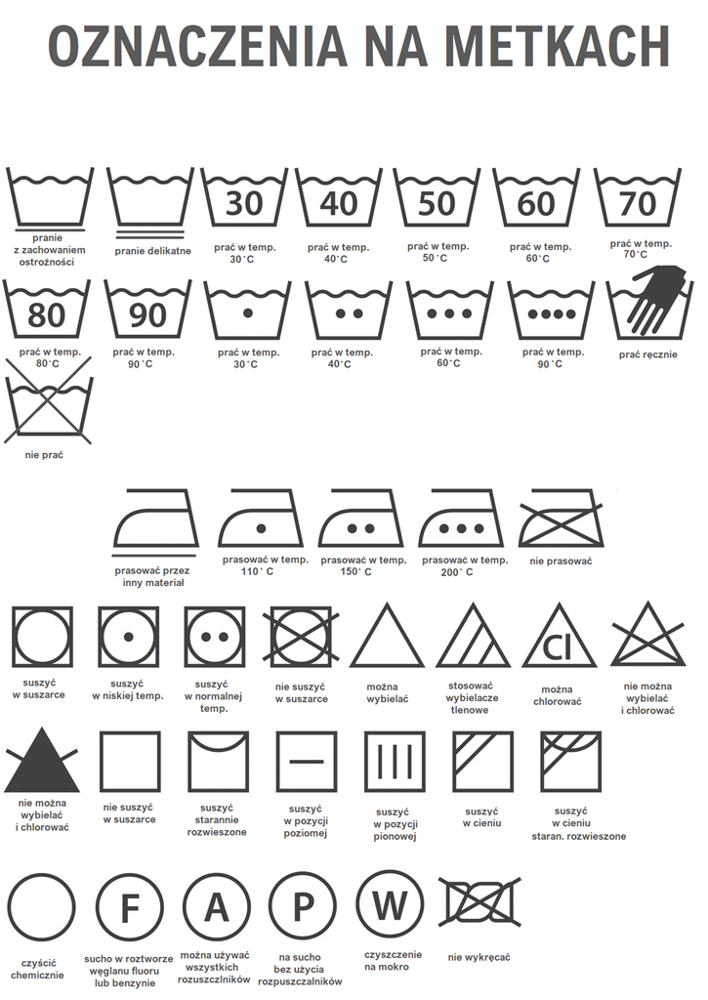 OZNACZENIA NA METKACH
30
40
50
60
70
pranie
z zachowaniem
ostrożności
pranie delikatne
prać w temp.
30°C
prać w temp.
40°C
prać w temp.
50°C
prać w temp.
60°C
prać w temp.
70°C
80
90
prać w temp.
80°C
prać w temp.
90°C
prać w temp.
30°C
prać w temp.
40°C
prać w temp.
60°C
prać w temp.
90°C
prać ręcznie
nie prać
prasować przez
inny materiał
prasować w temp.
110° C
prasować w temp.
150° C
prasować w temp.
200° C
nie prasować
Cl
suszyć
w suszarce
suszyć
w niskiej temp.
suszyć
w normalnej
temp.
nie suszyć
w suszarce
można
wybielać
stosować
wybielacze
tlenowe
można
chlorować
nie można
wybielać
i chlorować
nie można
wybielać
i chlorować
nie suszyć
w suszarce
suszyć
starannie
rozwieszone
suszyć
w pozycji
poziomej
suszyć
w pozycji
pionowej
suszyć
w cieniu
suszyć
w cieniu
staran. rozwieszone
F
A
P
W
czyścić
chemicznie
sucho w roztworze
węglanu fluoru
lub benzynie
można używać
wszystkich
rozuszczalników
na sucho
bez użycia
rozpuszczalników
czyszczenie
na mokro
nie wykręcać